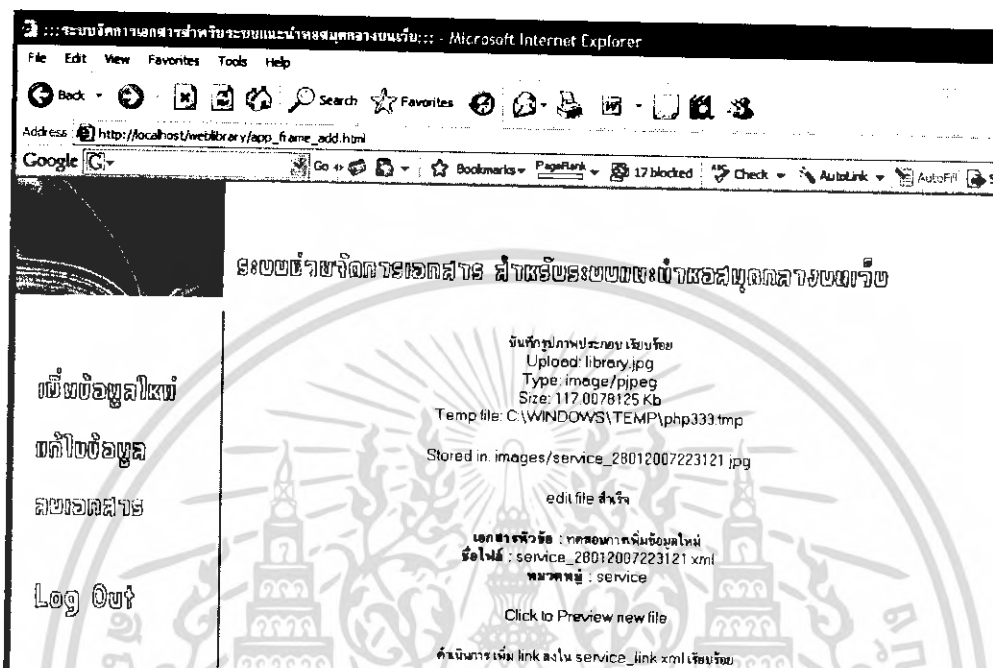 :::ระบบจัดการเอกสารสำหรับระบบแนะนำหอสมุดกลางบนเว็บ::: - Microsoft Internet Explorer
File Edit View Favorites Tools Help
Back Search Favorites
Address http://localhost/weblibrary/app_frame_add.html
Google Go Bookmarks PageRank 17 blocked Check AutoLink AutoFill
ระบบช่วยจัดการเอกสาร สำหรับระบบแนะนำหอสมุดกลางบนเว็บ
บันทึกรูปภาพประกอบ เรียบร้อย
Upload: library.jpg
Type: image/pjpeg
Size: 117.0078125 Kb
Temp file: C:\WINDOWS\TEMP\php333.tmp
Stored in: images/service_28012007223121.jpg
edit file สำเร็จ
เอกสารหัวข้อ : ทดสอบการเพิ่มข้อมูลใหม่
ชื่อไฟล์ : service_28012007223121.xml
หมวดหมู่ : service
Click to Preview new file
ดำเนินการเพิ่ม link ลงใน service_link.xml เรียบร้อย
เพิ่มข้อมูลใหม่
แก้ไขข้อมูล
ลบเอกสาร
Log Out